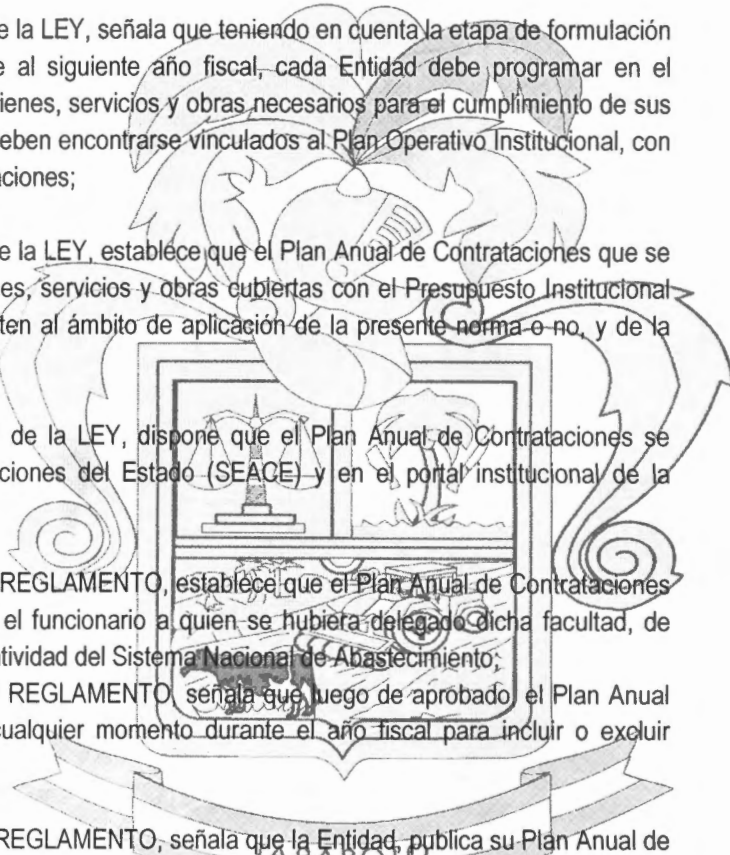 e la LEY, señala que teniendo en cuenta la etapa de formulación
e al siguiente año fiscal, cada Entidad debe programar en el
ienes, servicios y obras necesarios para el cumplimiento de sus
eben encontrarse vinculados al Plan Operativo Institucional, con
aciones;
e la LEY, establece que el Plan Anual de Contrataciones que se
es, servicios y obras cubiertas con el Presupuesto Institucional
ten al ámbito de aplicación de la presente norma o no, y de la
de la LEY, dispone que el Plan Anual de Contrataciones se
ciones del Estado (SEACE) y en el portal institucional de la
REGLAMENTO, establece que el Plan Anual de Contrataciones
el funcionario a quien se hubiera delegado dicha facultad, de
atividad del Sistema Nacional de Abastecimiento;
REGLAMENTO, señala que luego de aprobado el Plan Anual
cualquier momento durante el año fiscal para incluir o excluir
REGLAMENTO, señala que la Entidad publica su Plan Anual de